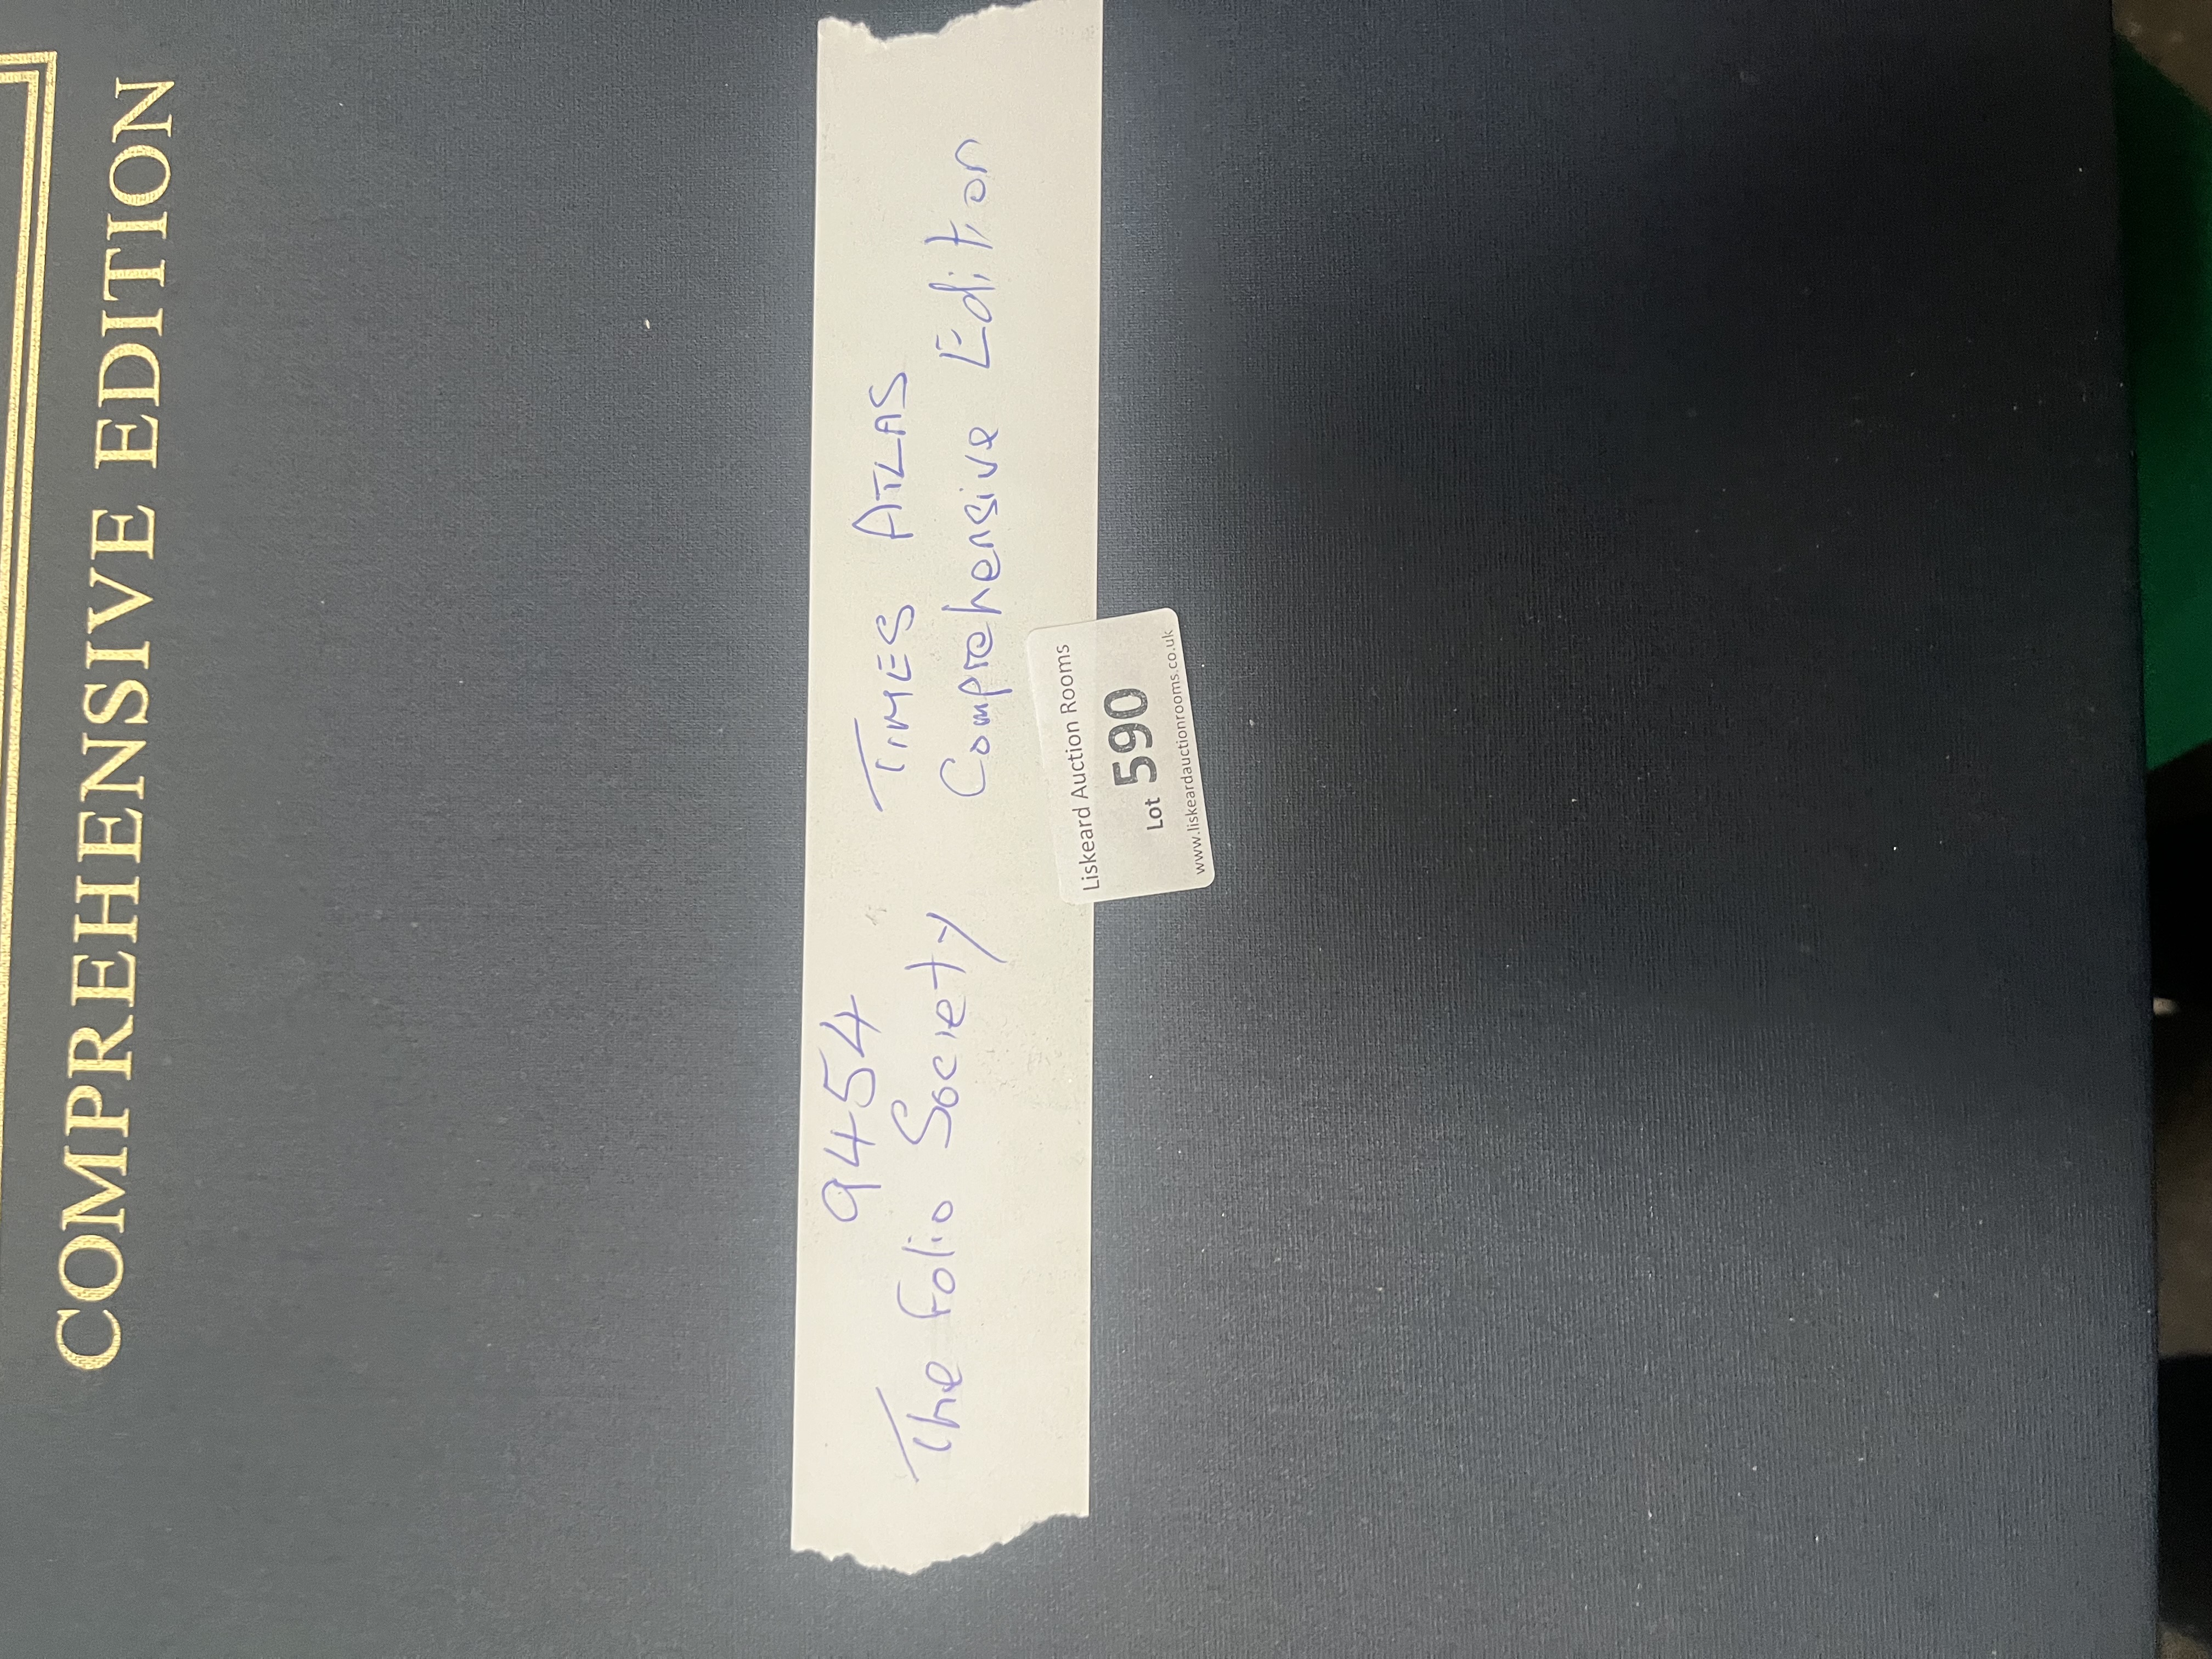 COMPREHENSIVE EDITION
9454 TIMES ATLAS
The Folio Society Comprehensive Edition
Liskeard Auction Rooms
Lot 590
www.liskeardauctionrooms.co.uk